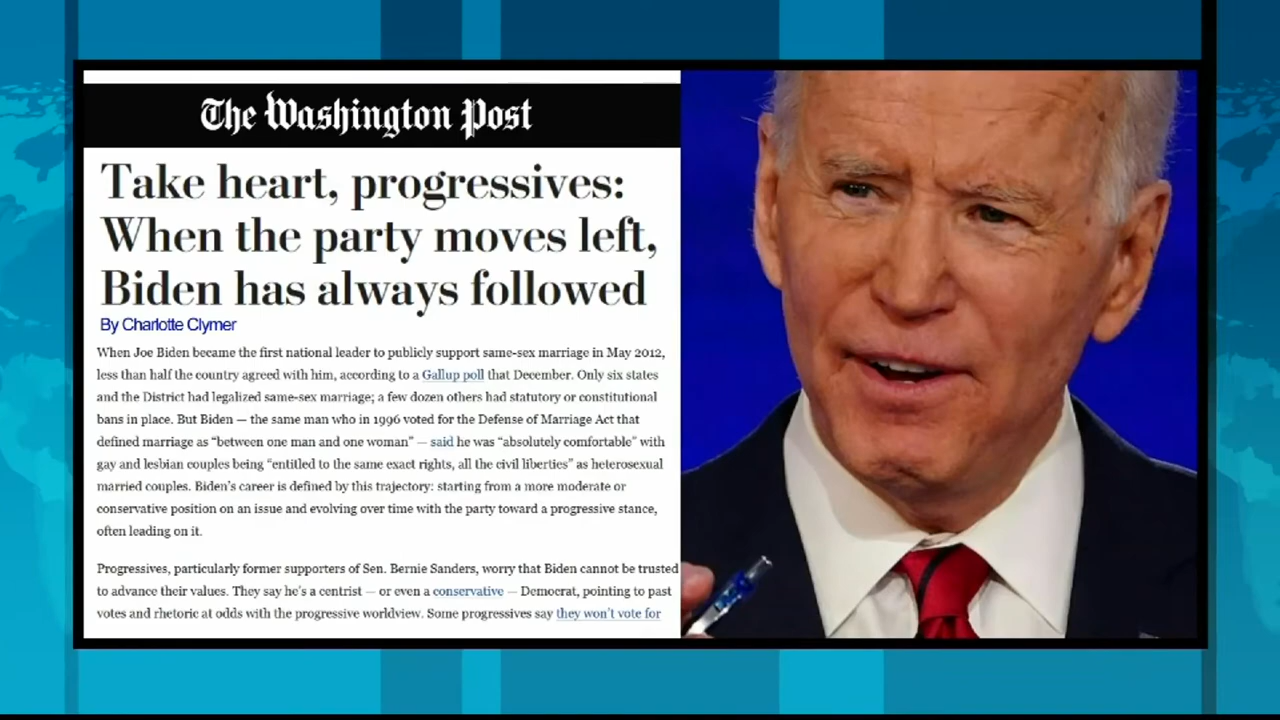 The Washington Post
Take heart, progressives:
When the party moves left,
Biden has always followed
By Charlotte Clymer
When Joe Biden became the first national leader to publicly support same-sex marriage in May 2012,
less than half the country agreed with him, according to a Gallup poll that December. Only six states
and the District had legalized same-sex marriage; a few dozen others had statutory or constitutional
bans in place. But Biden — the same man who in 1996 voted for the Defense of Marriage Act that
defined marriage as “between one man and one woman” — said he was “absolutely comfortable” with
gay and lesbian couples being “entitled to the same exact rights, all the civil liberties” as heterosexual
married couples. Biden’s career is defined by this trajectory: starting from a more moderate or
conservative position on an issue and evolving over time with the party toward a progressive stance,
often leading on it.
Progressives, particularly former supporters of Sen. Bernie Sanders, worry that Biden cannot be trusted
to advance their values. They say he’s a centrist — or even a conservative — Democrat, pointing to past
votes and rhetoric at odds with the progressive worldview. Some progressives say they won’t vote for